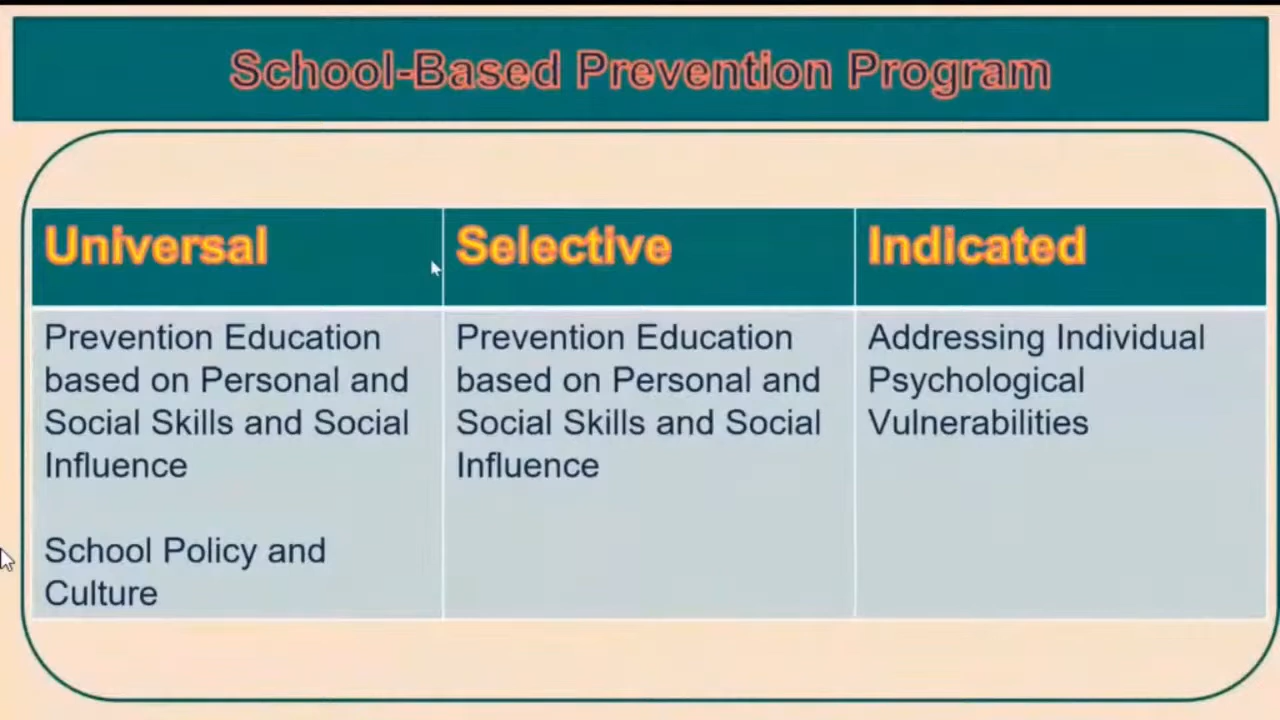 School-Based Prevention Program
Universal
Prevention Education
based on Personal and
Social Skills and Social
Influence
School Policy and
Culture
Selective
Prevention Education
based on Personal and
Social Skills and Social
Influence
Indicated
Addressing Individual
Psychological
Vulnerabilities